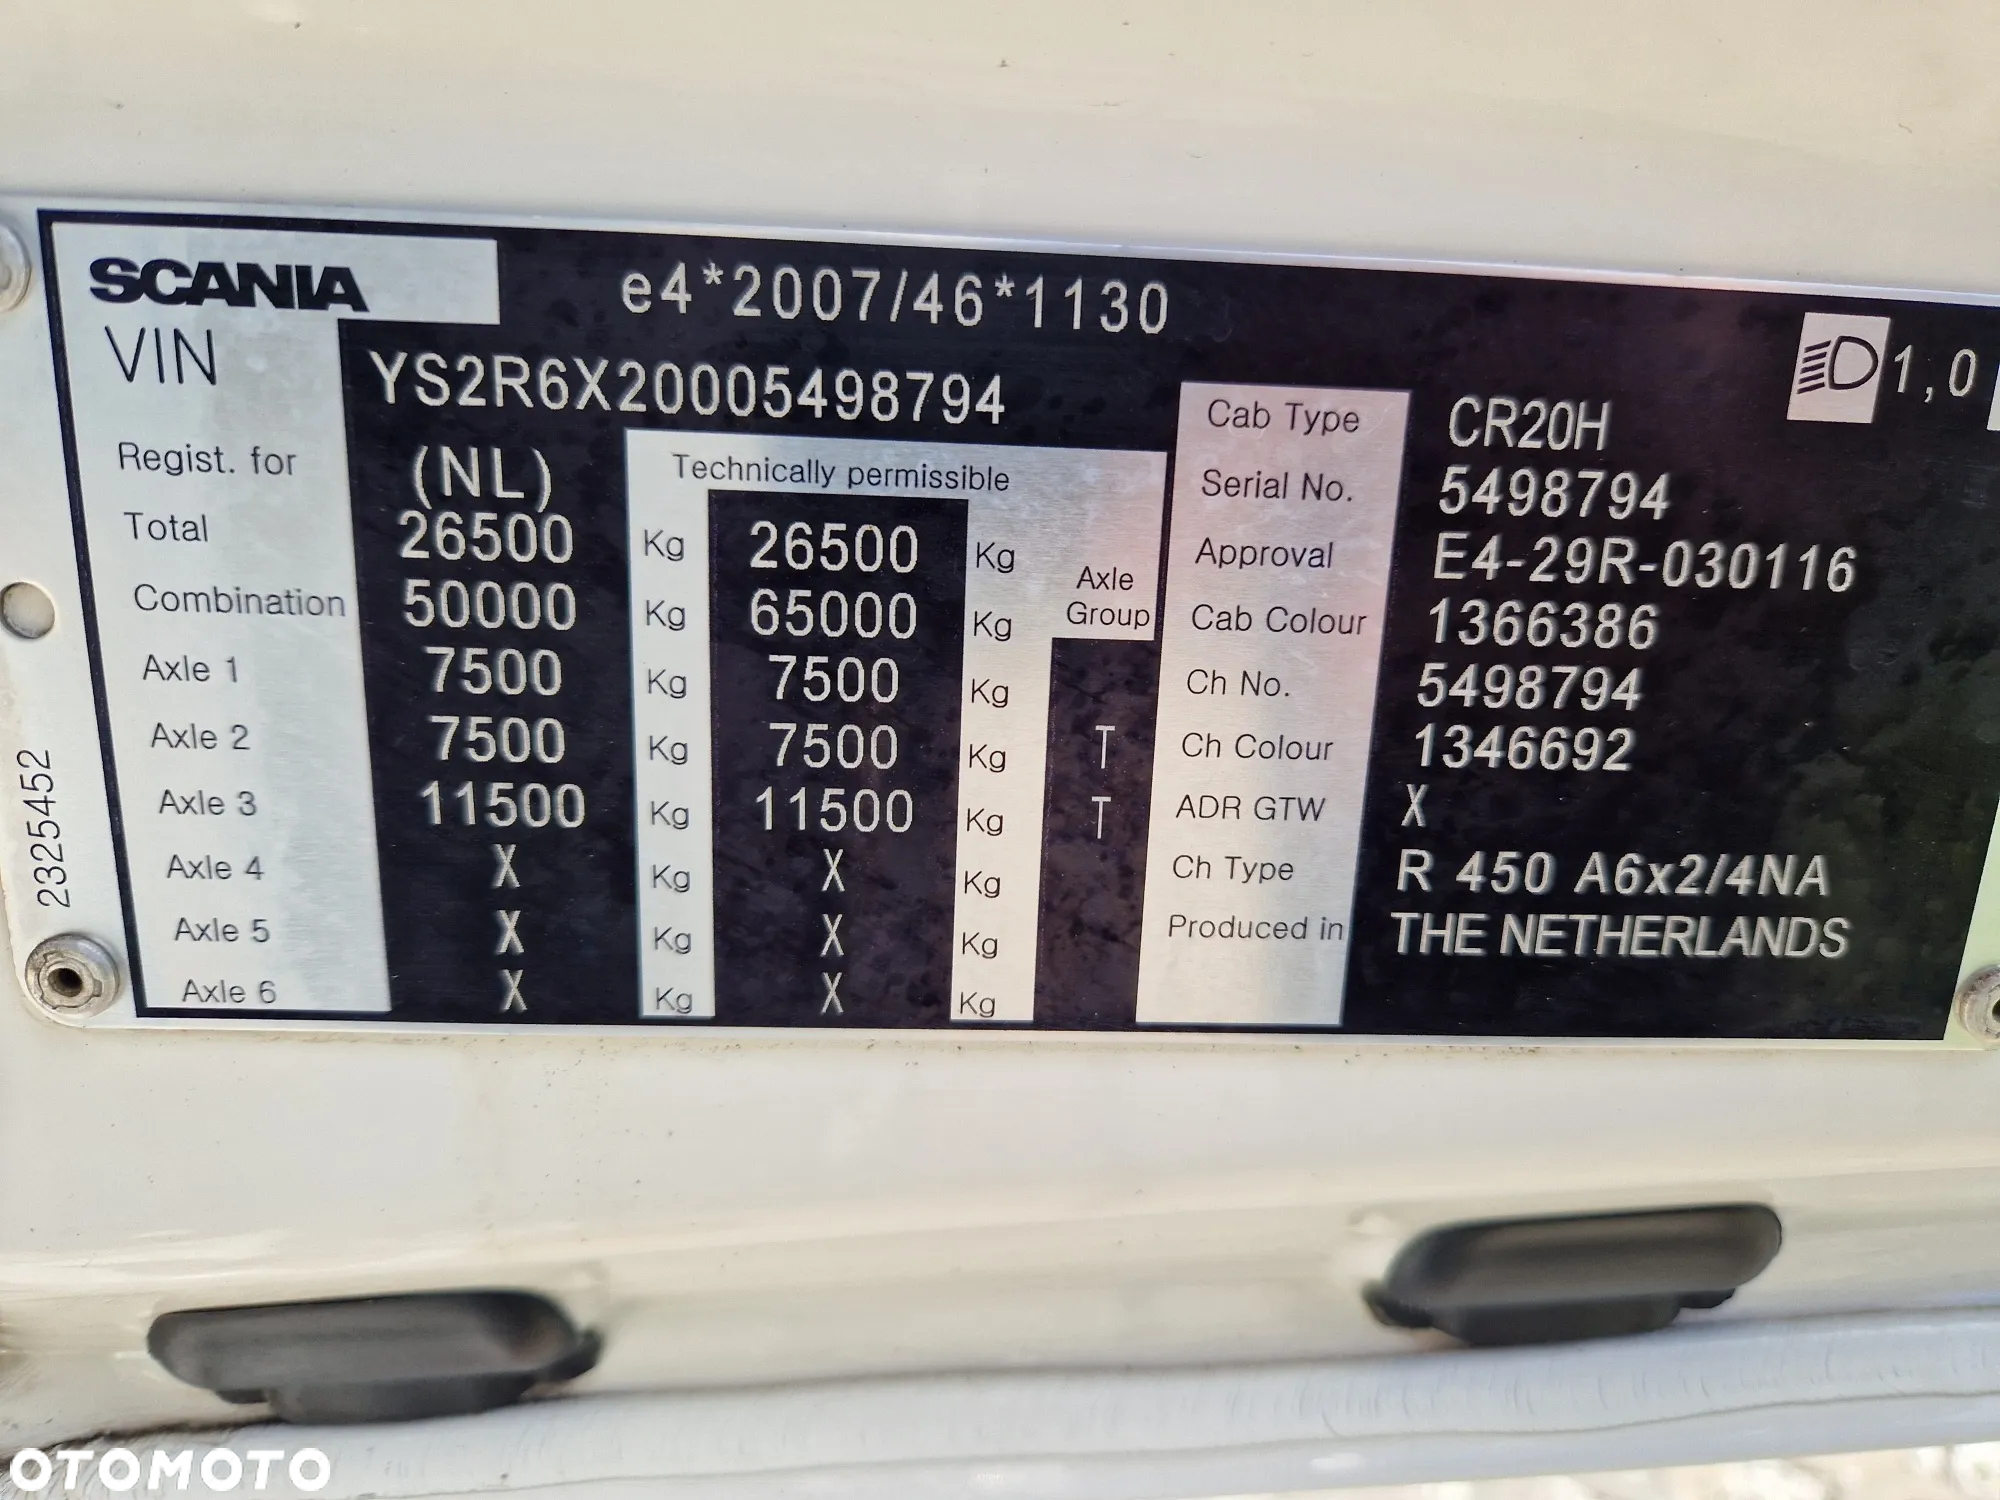 SCANIA
e4*2007/46*1130
VIN YS2R6X20005498794
1,0
Regist. for (NL)
Technically permissible
Total 26500 Kg 26500 Kg
Combination 50000 Kg 65000 Kg
Axle Group
Axle 1 7500 Kg 7500 Kg
Axle 2 7500 Kg 7500 Kg T
Axle 3 11500 Kg 11500 Kg T
Axle 4 X Kg X Kg
Axle 5 X Kg X Kg
Axle 6 X Kg X Kg
Cab Type CR20H
Serial No. 5498794
Approval E4-29R-030116
Cab Colour 1366386
Ch No. 5498794
Ch Colour 1346692
ADR GTW X
Ch Type R 450 A6x2/4NA
Produced in THE NETHERLANDS
2325452
OTOMOTO